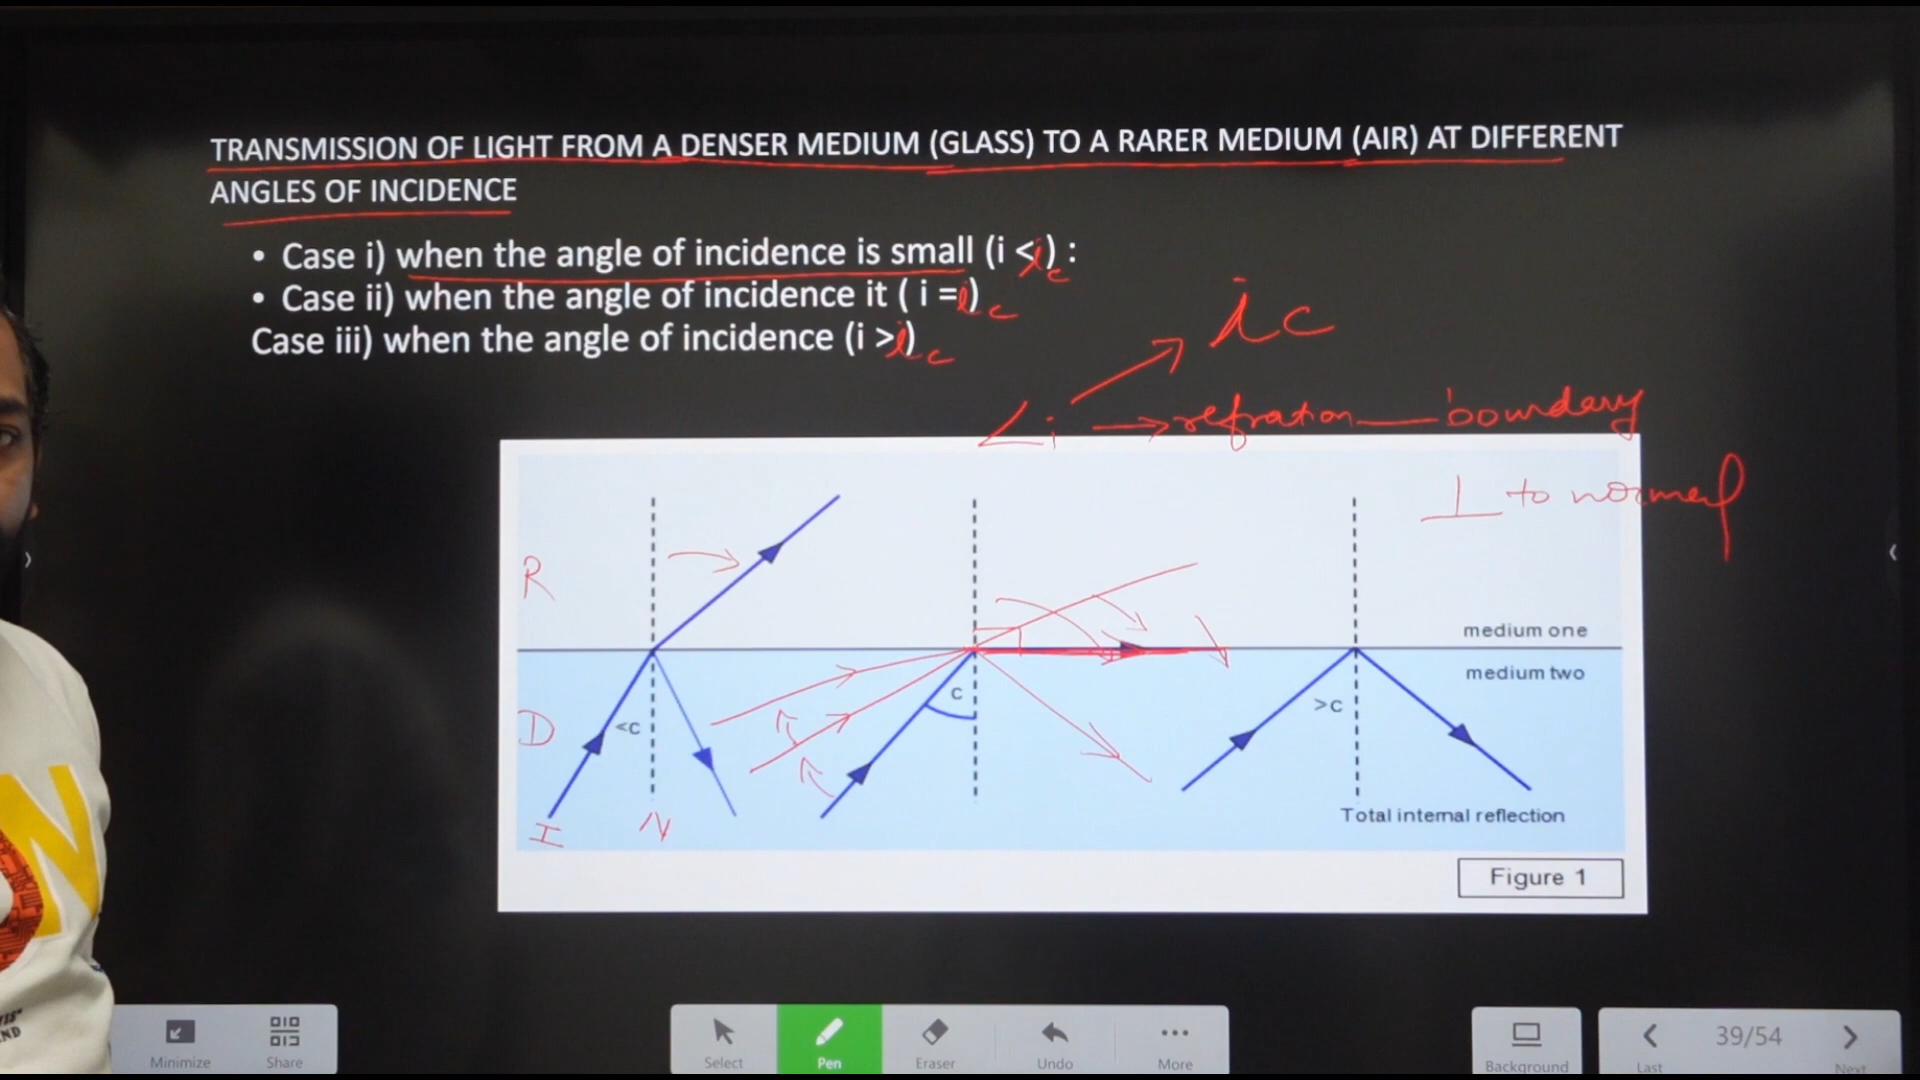 TRANSMISSION OF LIGHT FROM A DENSER MEDIUM (GLASS) TO A RARER MEDIUM (AIR) AT DIFFERENT
ANGLES OF INCIDENCE
• Case i) when the angle of incidence is small (i < ic) :
• Case ii) when the angle of incidence it ( i = ic)
Case iii) when the angle of incidence (i > ic)
ic
∠i → refration — boundary
⊥ to normal
R
medium one
medium two
D
<c
c
>c
I
N
Total internal reflection
Figure 1
N
ND
Minimize
Share
Select
Pen
Eraser
Undo
More
Background
Last
39/54
Next